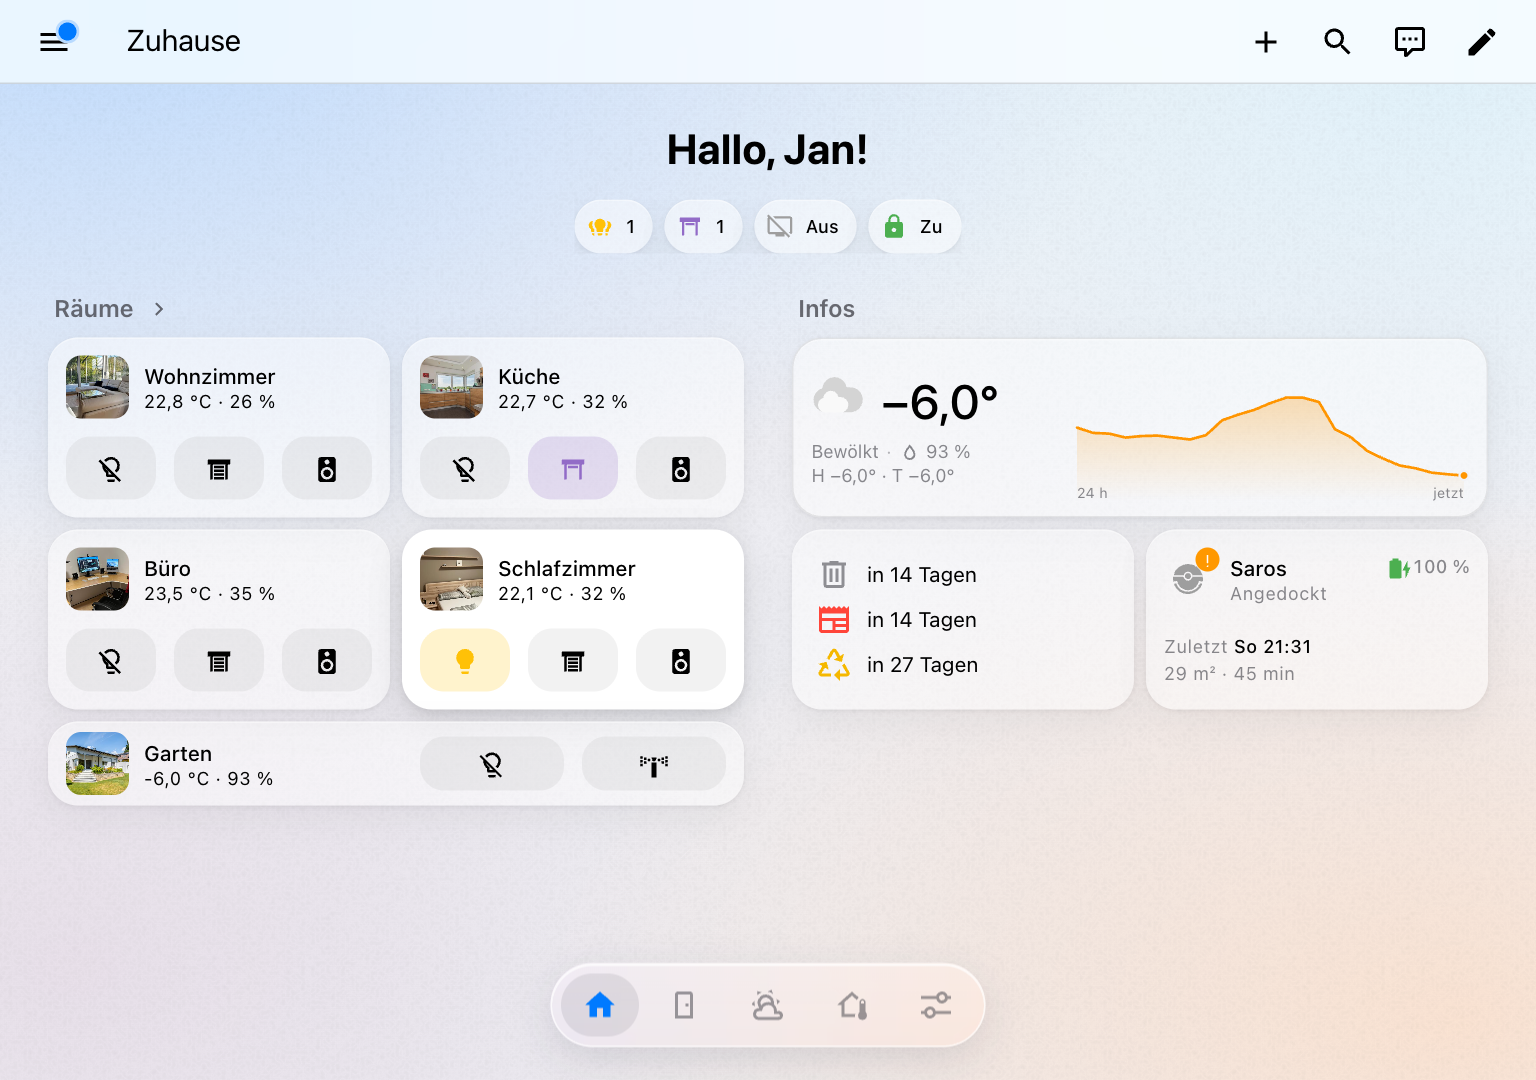 Zuhause
Hallo, Jan!
1
1
Aus
Zu
Räume
Wohnzimmer
22,8 °C · 26 %
Küche
22,7 °C · 32 %
Büro
23,5 °C · 35 %
Schlafzimmer
22,1 °C · 32 %
Garten
-6,0 °C · 93 %
Infos
–6,0°
Bewölkt · 93 %
H –6,0° · T –6,0°
24 h
jetzt
in 14 Tagen
in 14 Tagen
in 27 Tagen
Saros
100 %
Angedockt
Zuletzt So 21:31
29 m² · 45 min